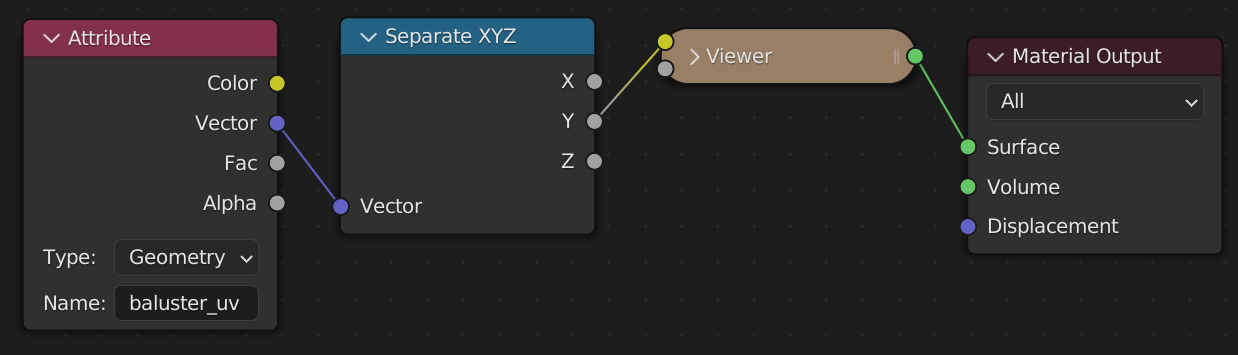 Attribute
Color
Vector
Fac
Alpha
Type: Geometry
Name: baluster_uv
Separate XYZ
X
Y
Z
Vector
Viewer
Material Output
All
Surface
Volume
Displacement